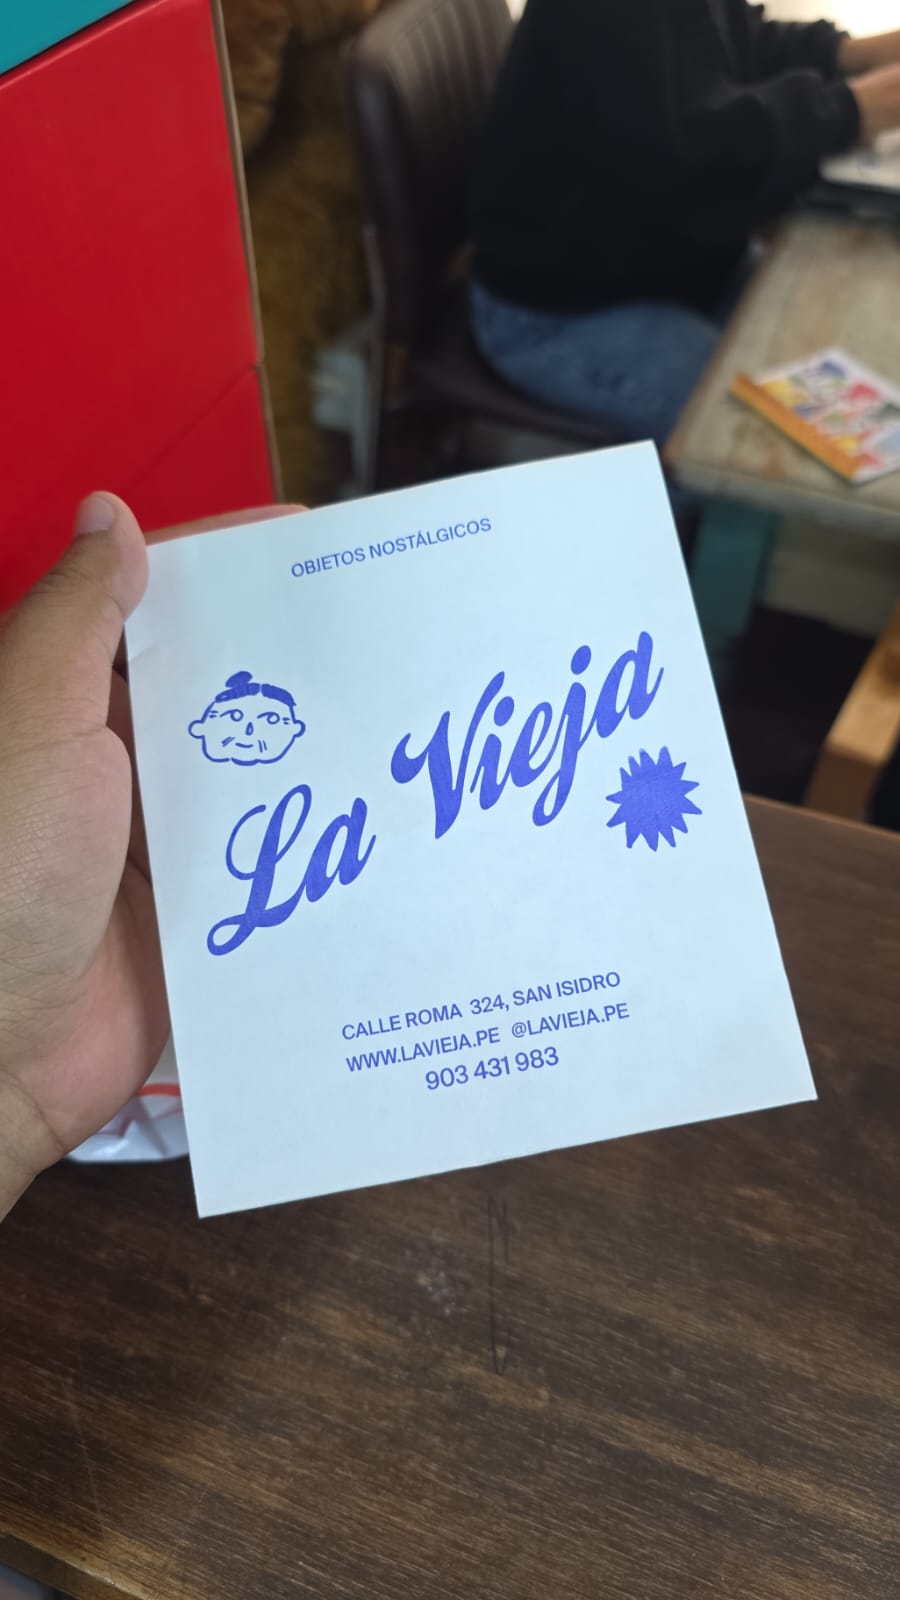 OBJETOS NOSTÁLGICOS
La Vieja
CALLE ROMA 324, SAN ISIDRO
WWW.LAVIEJA.PE @LAVIEJA.PE
903 431 983